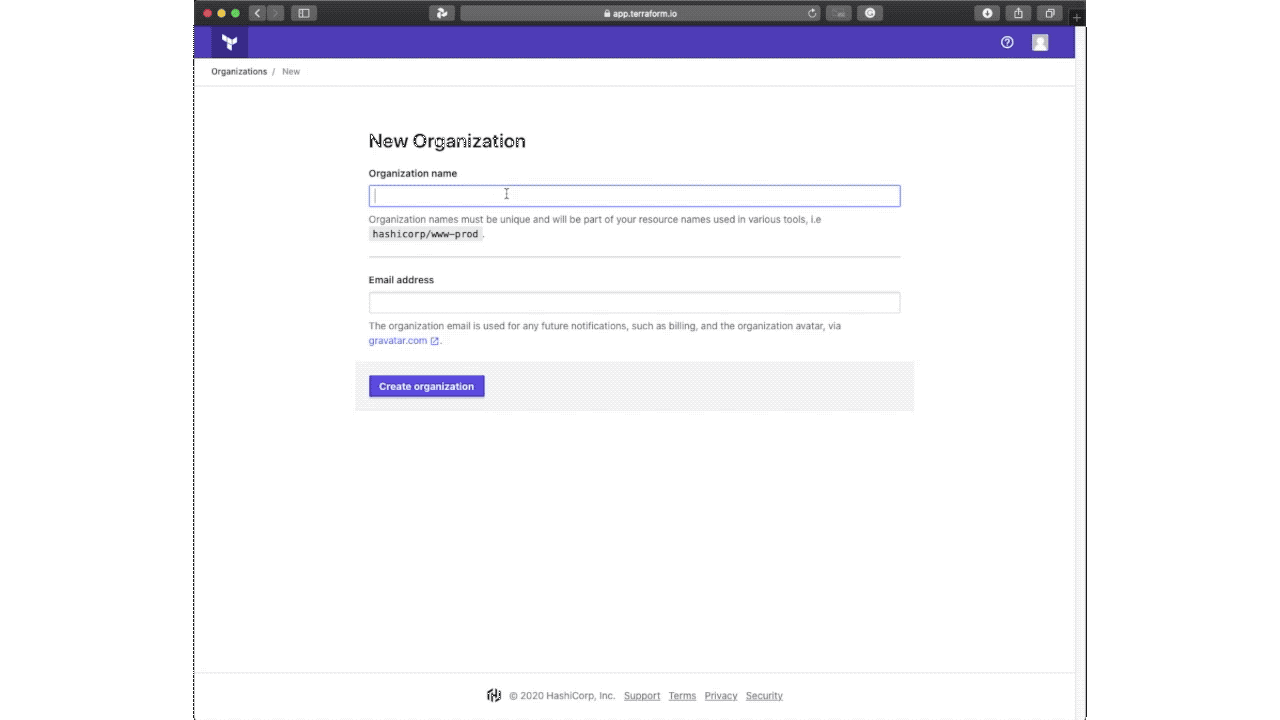 app.terraform.io
Organizations / New
New Organization
Organization name
Organization names must be unique and will be part of your resource names used in various tools, i.e
hashicorp/www-prod .
Email address
The organization email is used for any future notifications, such as billing, and the organization avatar, via
gravatar.com .
Create organization
© 2020 HashiCorp, Inc. Support Terms Privacy Security